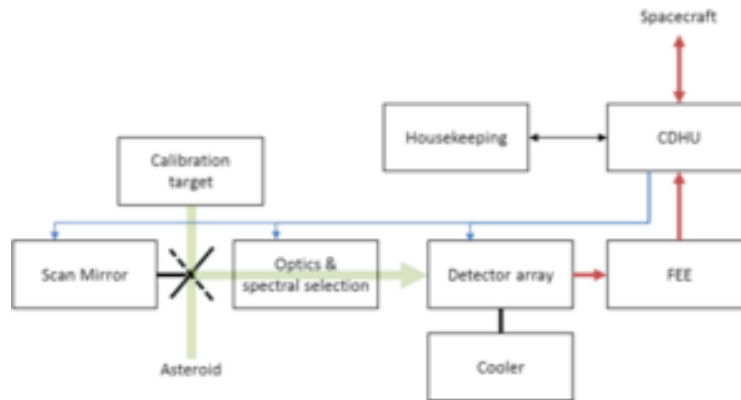 Spacecraft
Housekeeping
CDHU
Calibration
target
Scan Mirror
Optics &
spectral selection
Detector array
FEE
Asteroid
Cooler